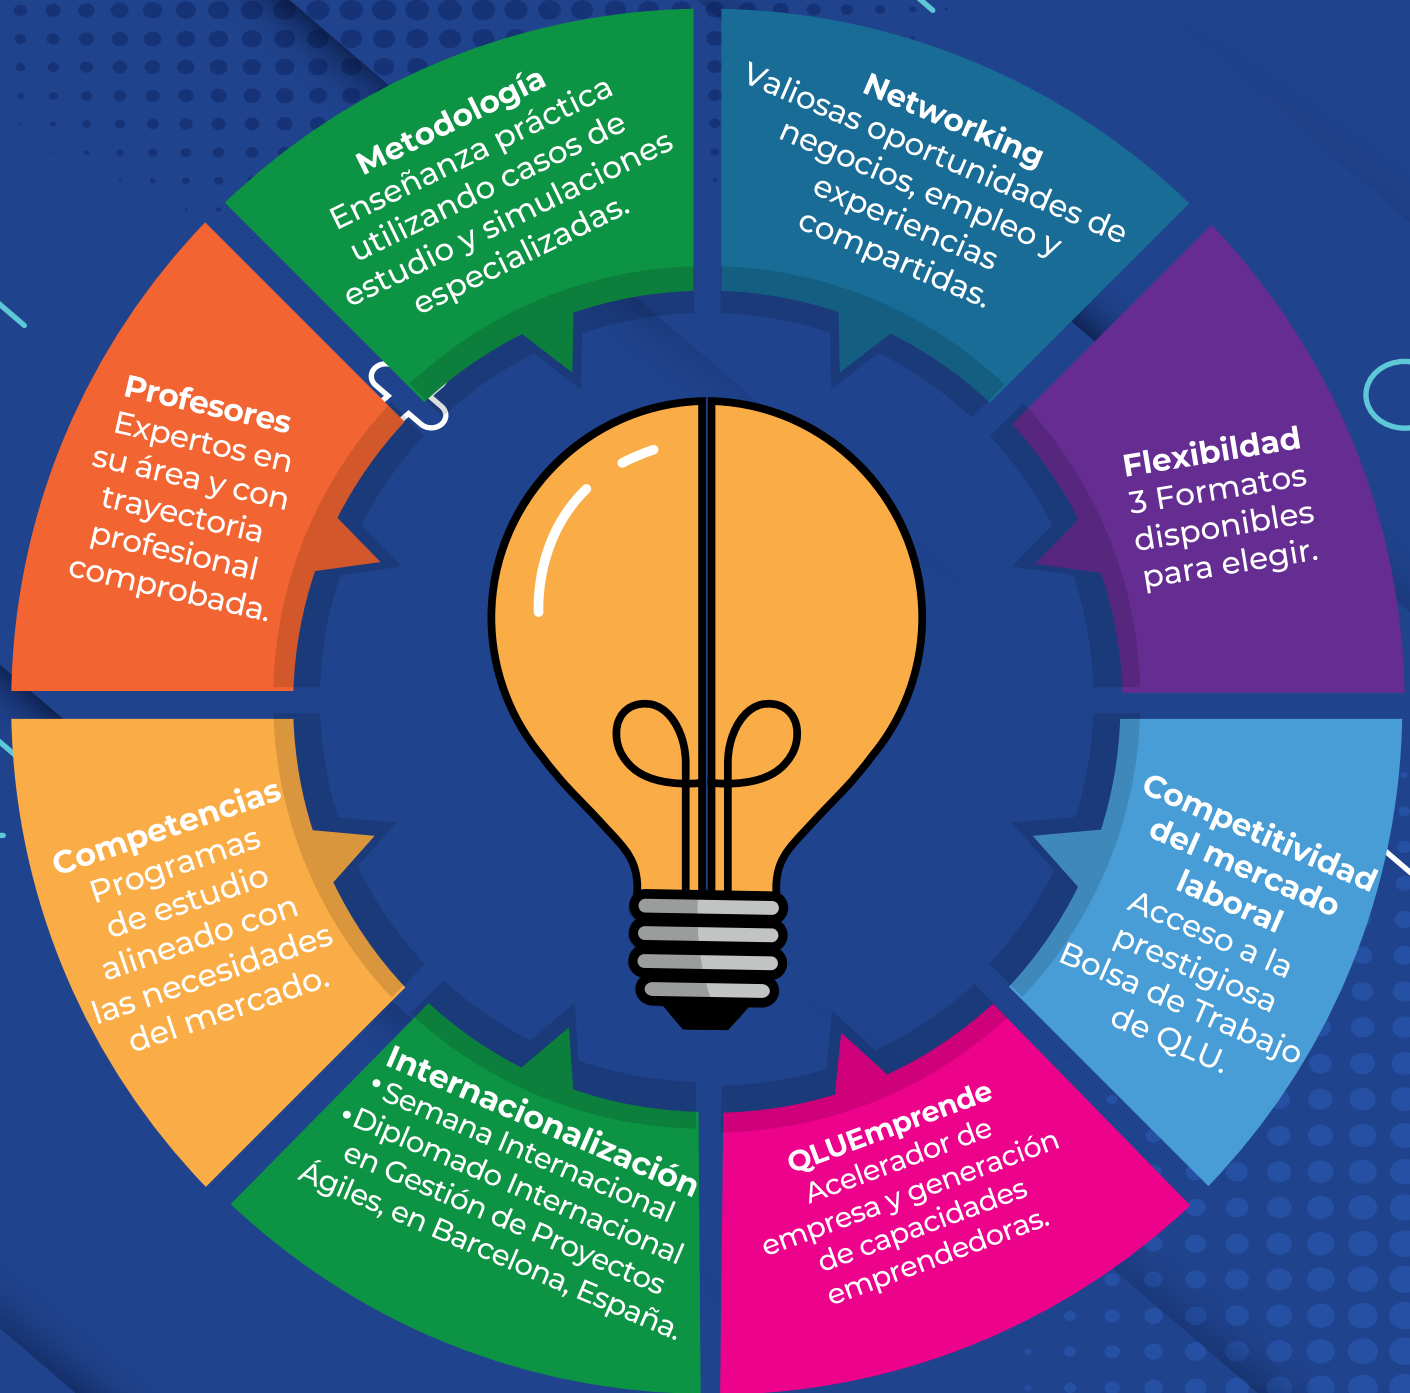 Metodología
Enseñanza práctica
utilizando casos de
estudio y simulaciones
especializadas.
Networking
Valiosas oportunidades de
negocios, empleo y
experiencias
compartidas.
Flexibildad
3 Formatos
disponibles
para elegir.
Competitividad
del mercado
laboral
Acceso a la
prestigiosa
Bolsa de Trabajo
de QLU.
QLUEmprende
Acelerador de
empresa y generación
de capacidades
emprendedoras.
Internacionalización
•Semana Internacional
•Diplomado Internacional
en Gestión de Proyectos
Ágiles, en Barcelona, España.
Competencias
Programas
de estudio
alineado con
las necesidades
del mercado.
Profesores
Expertos en
su área y con
trayectoria
profesional
comprobada.